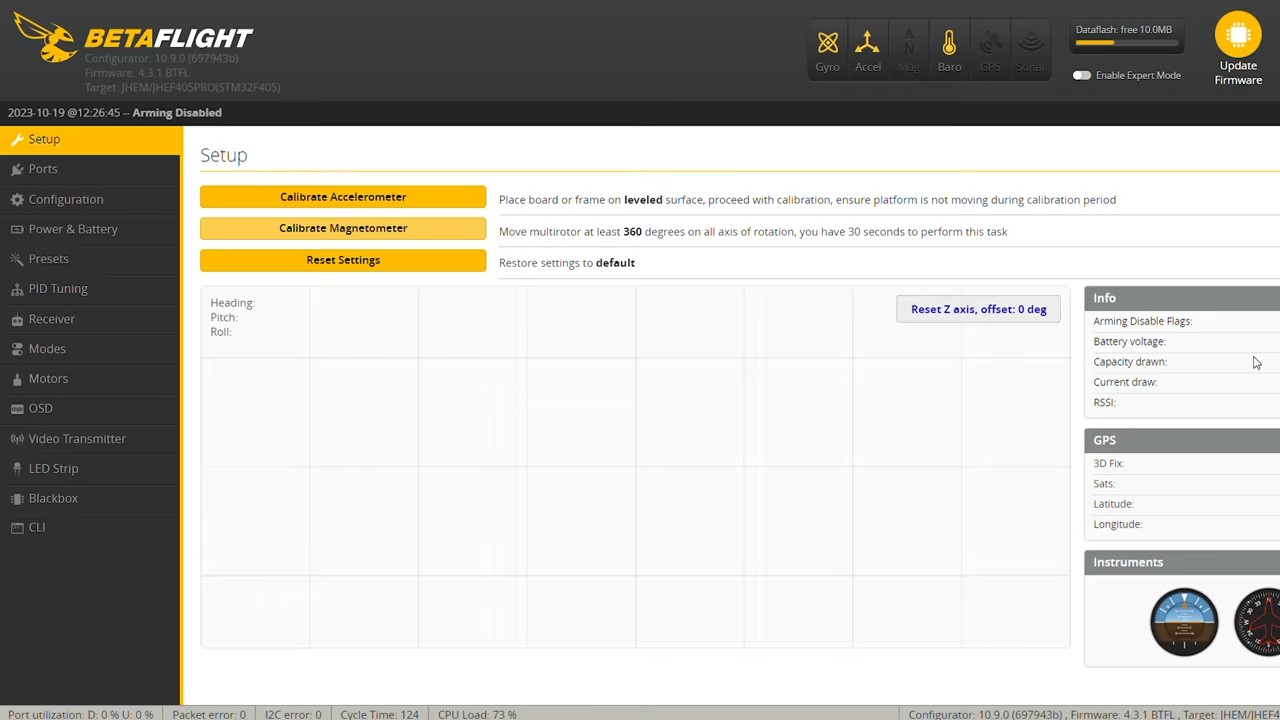 BETAFLIGHT
Configurator: 10.9.0 (697943b)
Firmware: 4.3.1 BTFL
Target: JHEM/JHEF405PRO(STM32F405)
Gyro
Accel
Mag
Baro
GPS
Sonar
Dataflash: free 10.0MB
Enable Expert Mode
Update
Firmware
2023-10-19 @12:26:45 -- Arming Disabled
Setup
Ports
Configuration
Power & Battery
Presets
PID Tuning
Receiver
Modes
Motors
OSD
Video Transmitter
LED Strip
Blackbox
CLI
Setup
Calibrate Accelerometer
Place board or frame on leveled surface, proceed with calibration, ensure platform is not moving during calibration period
Calibrate Magnetometer
Move multirotor at least 360 degrees on all axis of rotation, you have 30 seconds to perform this task
Reset Settings
Restore settings to default
Heading:
Pitch:
Roll:
Reset Z axis, offset: 0 deg
Info
Arming Disable Flags:
Battery voltage:
Capacity drawn:
Current draw:
RSSI:
GPS
3D Fix:
Sats:
Latitude:
Longitude:
Instruments
Port utilization: D: 0 % U: 0 %
Packet error: 0
I2C error: 0
Cycle Time: 124
CPU Load: 73 %
Configurator: 10.9.0 (697943b) , Firmware: 4.3.1 BTFL , Target: JHEM/JHEF4